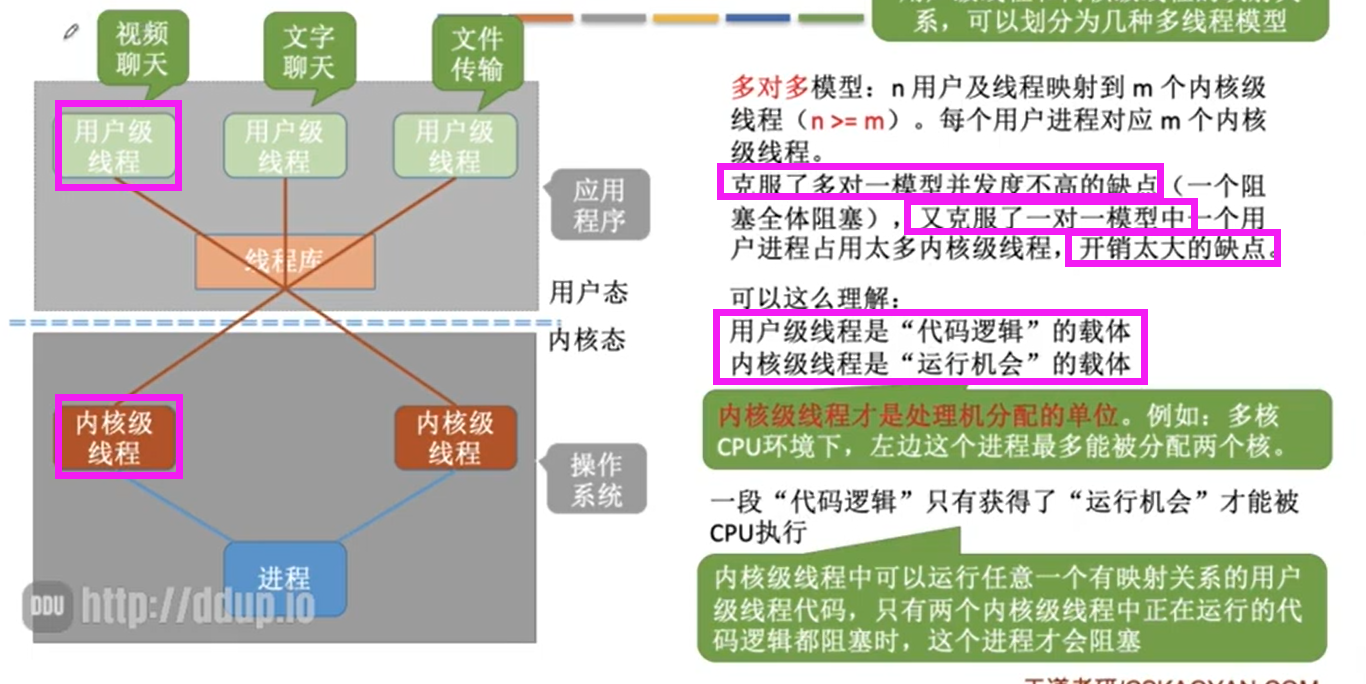 系，可以划分为几种多线程模型
视频
聊天
文字
聊天
文件
传输
用户级
线程
用户级
线程
用户级
线程
应用
程序
线程库
用户态
内核态
内核级
线程
内核级
线程
操作
系统
进程
DDU http://ddup.io
多对多模型：n 用户及线程映射到 m 个内核级
线程（n >= m）。每个用户进程对应 m 个内核
级线程。
克服了多对一模型并发度不高的缺点（一个阻
塞全体阻塞），又克服了一对一模型中一个用
户进程占用太多内核级线程，开销太大的缺点。
可以这么理解：
用户级线程是“代码逻辑”的载体
内核级线程是“运行机会”的载体
内核级线程才是处理机分配的单位。例如：多核
CPU环境下，左边这个进程最多能被分配两个核。
一段“代码逻辑”只有获得了“运行机会”才能被
CPU执行
内核级线程中可以运行任意一个有映射关系的用户
级线程代码，只有两个内核级线程中正在运行的代
码逻辑都阻塞时，这个进程才会阻塞